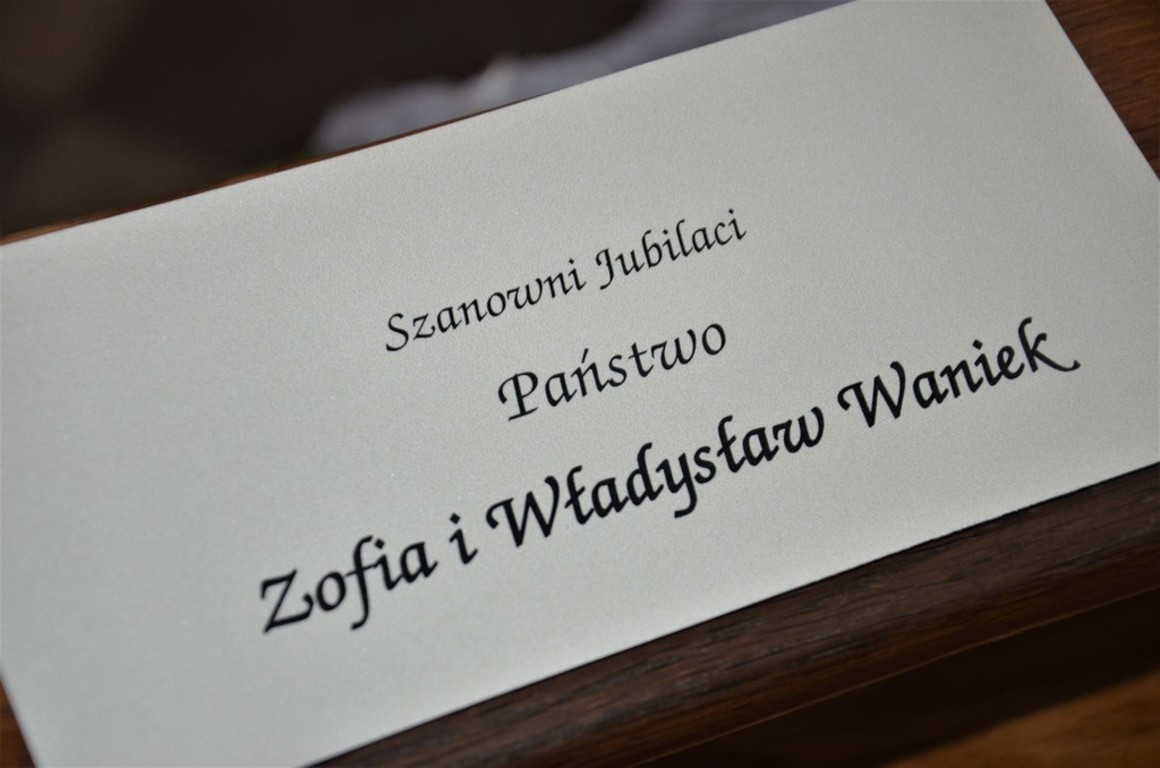 Szanowni Jubilaci
Państwo
Zofia i Władysław Waniek